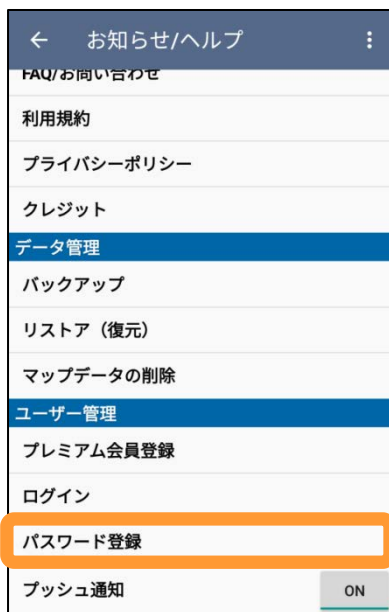 ← お知らせ/ヘルプ
FAQ/お問い合わせ
利用規約
プライバシーポリシー
クレジット
データ管理
バックアップ
リストア（復元）
マップデータの削除
ユーザー管理
プレミアム会員登録
ログイン
パスワード登録
プッシュ通知 ON